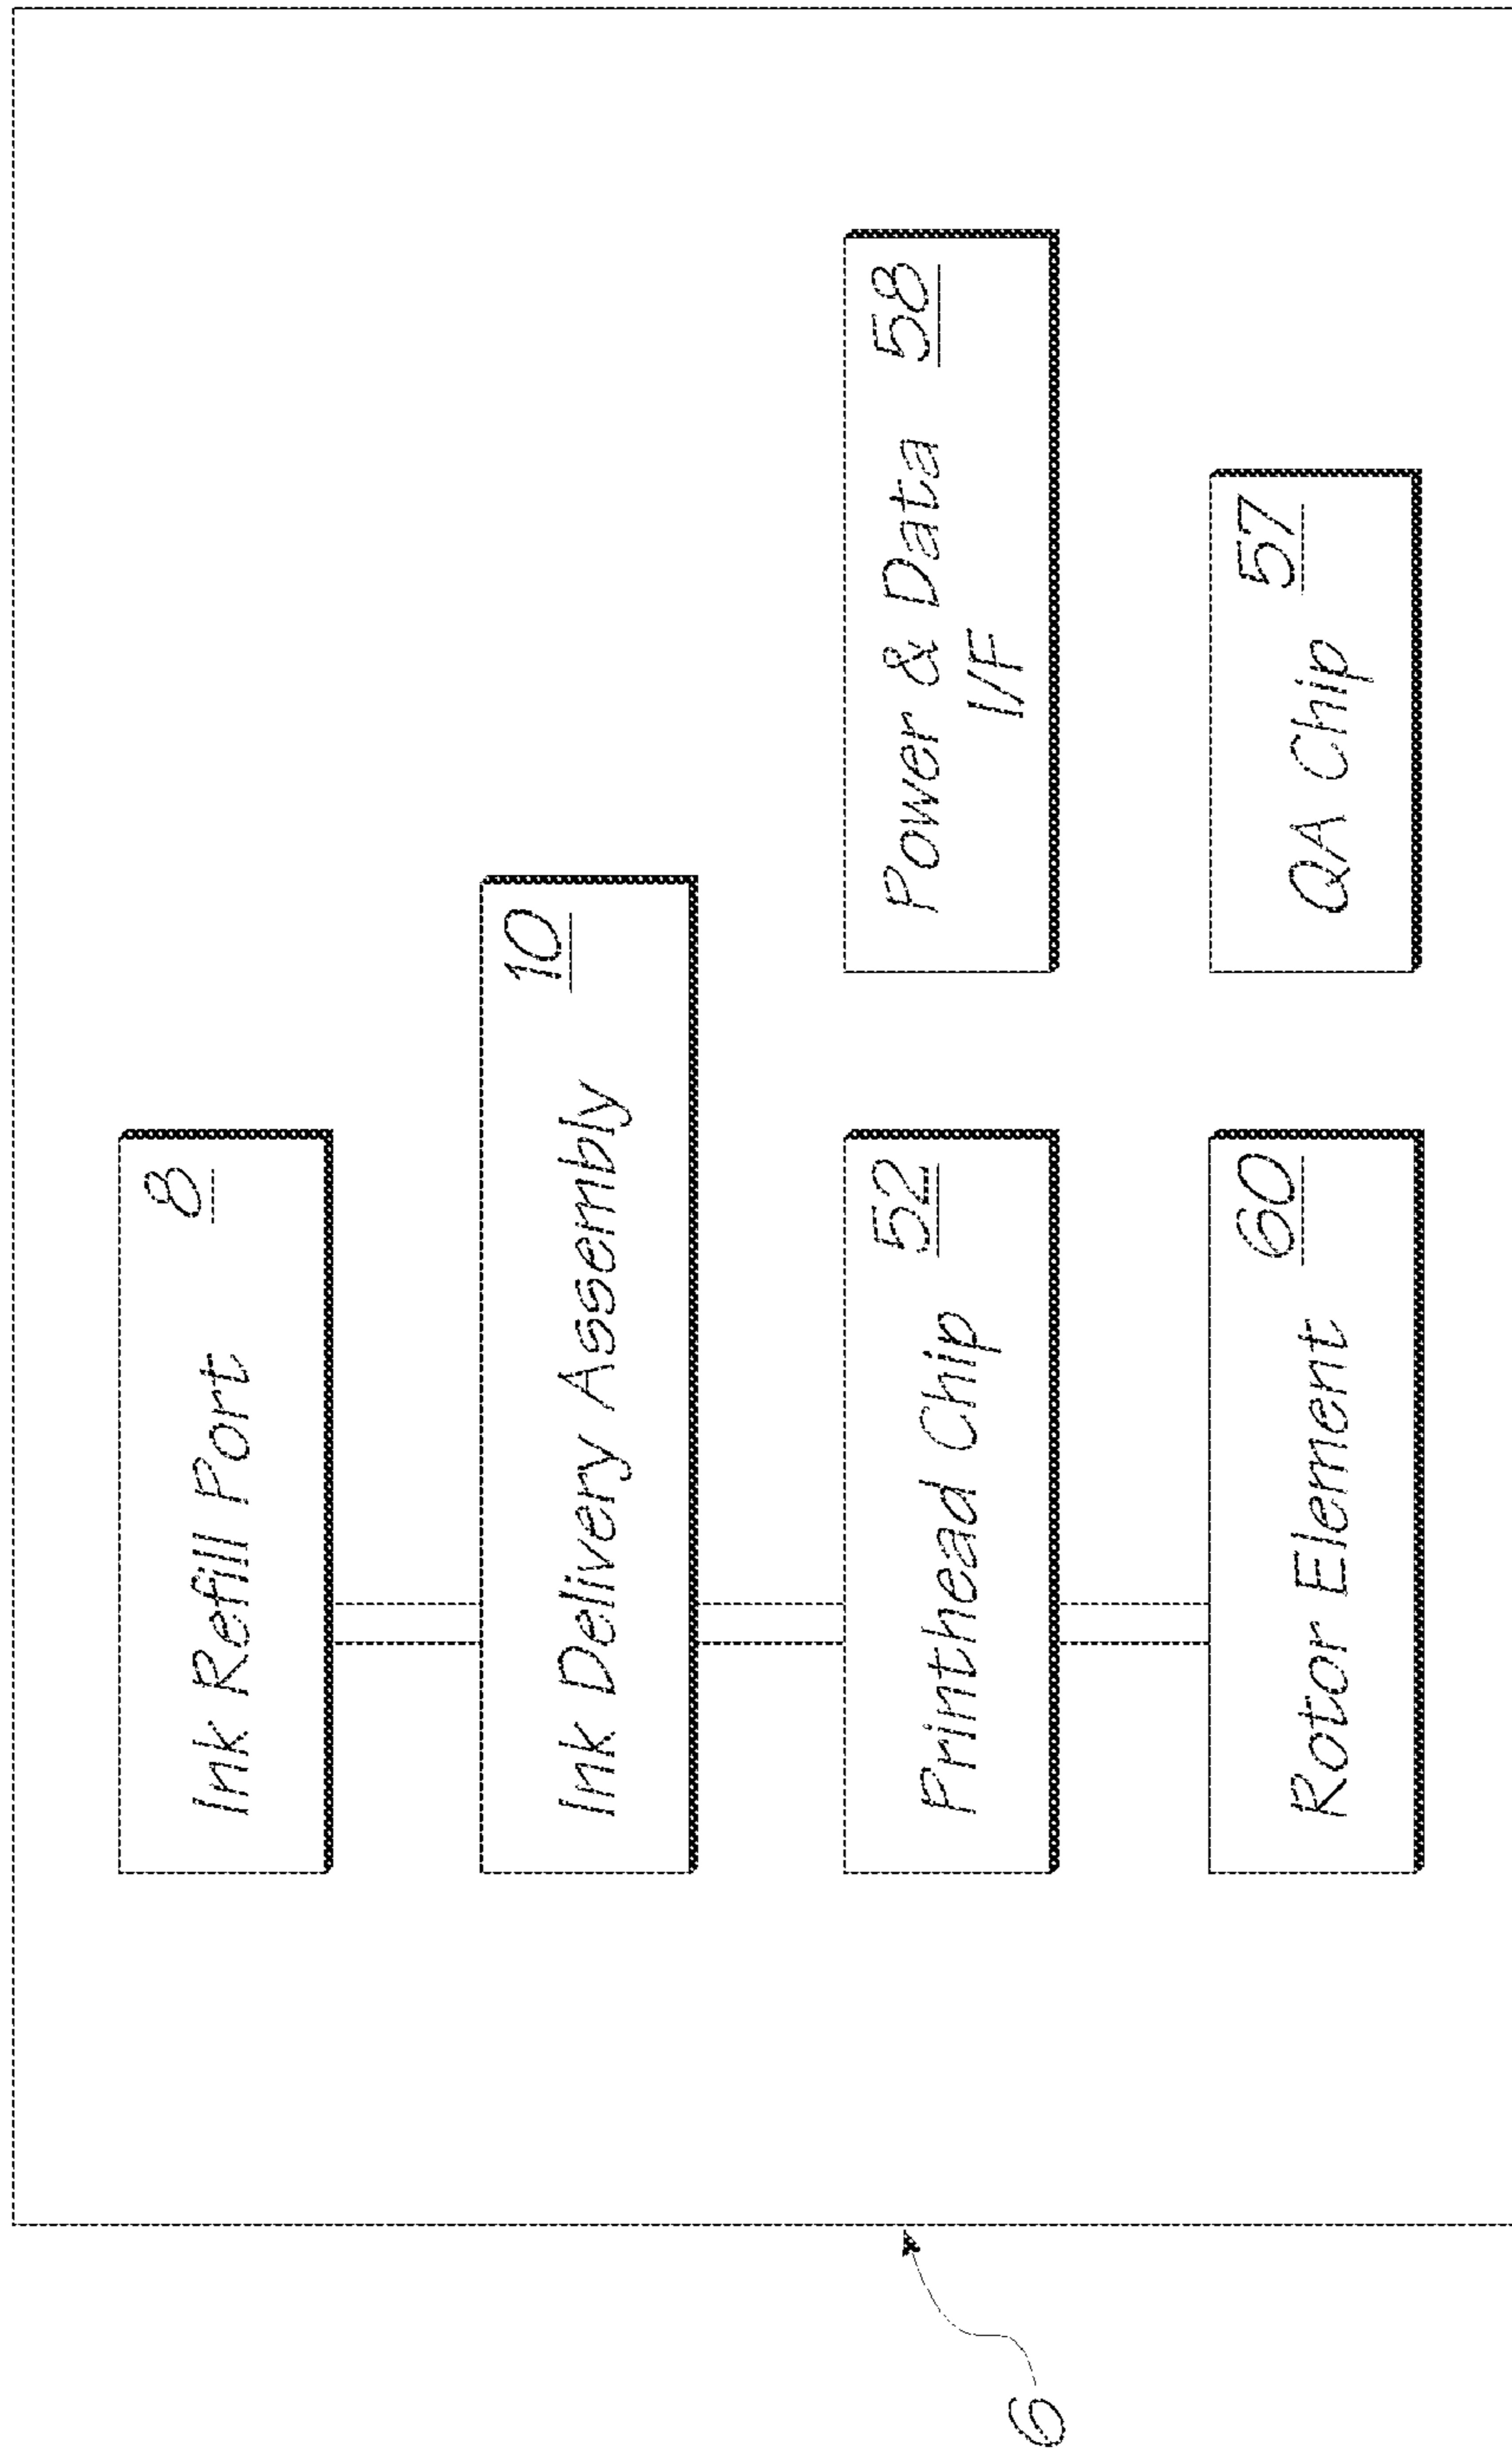 Ink Refill Port 8
Ink Delivery Assembly 10
Printhead Chip 52
Power & Data 58
I/F
Rotor Element 60
QA Chip 57
6